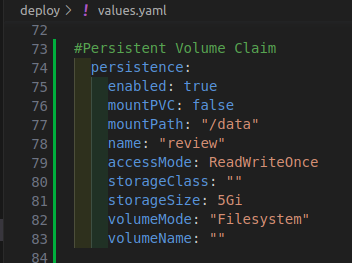 deploy > ! values.yaml
72
73 #Persistent Volume Claim
74 persistence:
75 enabled: true
76 mountPVC: false
77 mountPath: "/data"
78 name: "review"
79 accessMode: ReadWriteOnce
80 storageClass: ""
81 storageSize: 5Gi
82 volumeMode: "Filesystem"
83 volumeName: ""
84